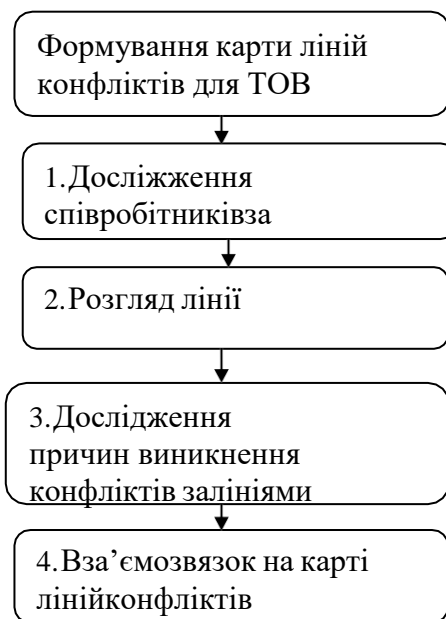 Формування карти ліній
конфліктів для ТОВ
1.Досліжження
співробітниківза
2.Розгляд лінії
3.Дослідження
причин виникнення
конфліктів залініями
4.Вза’ємозвязок на карті
лінійконфліктів